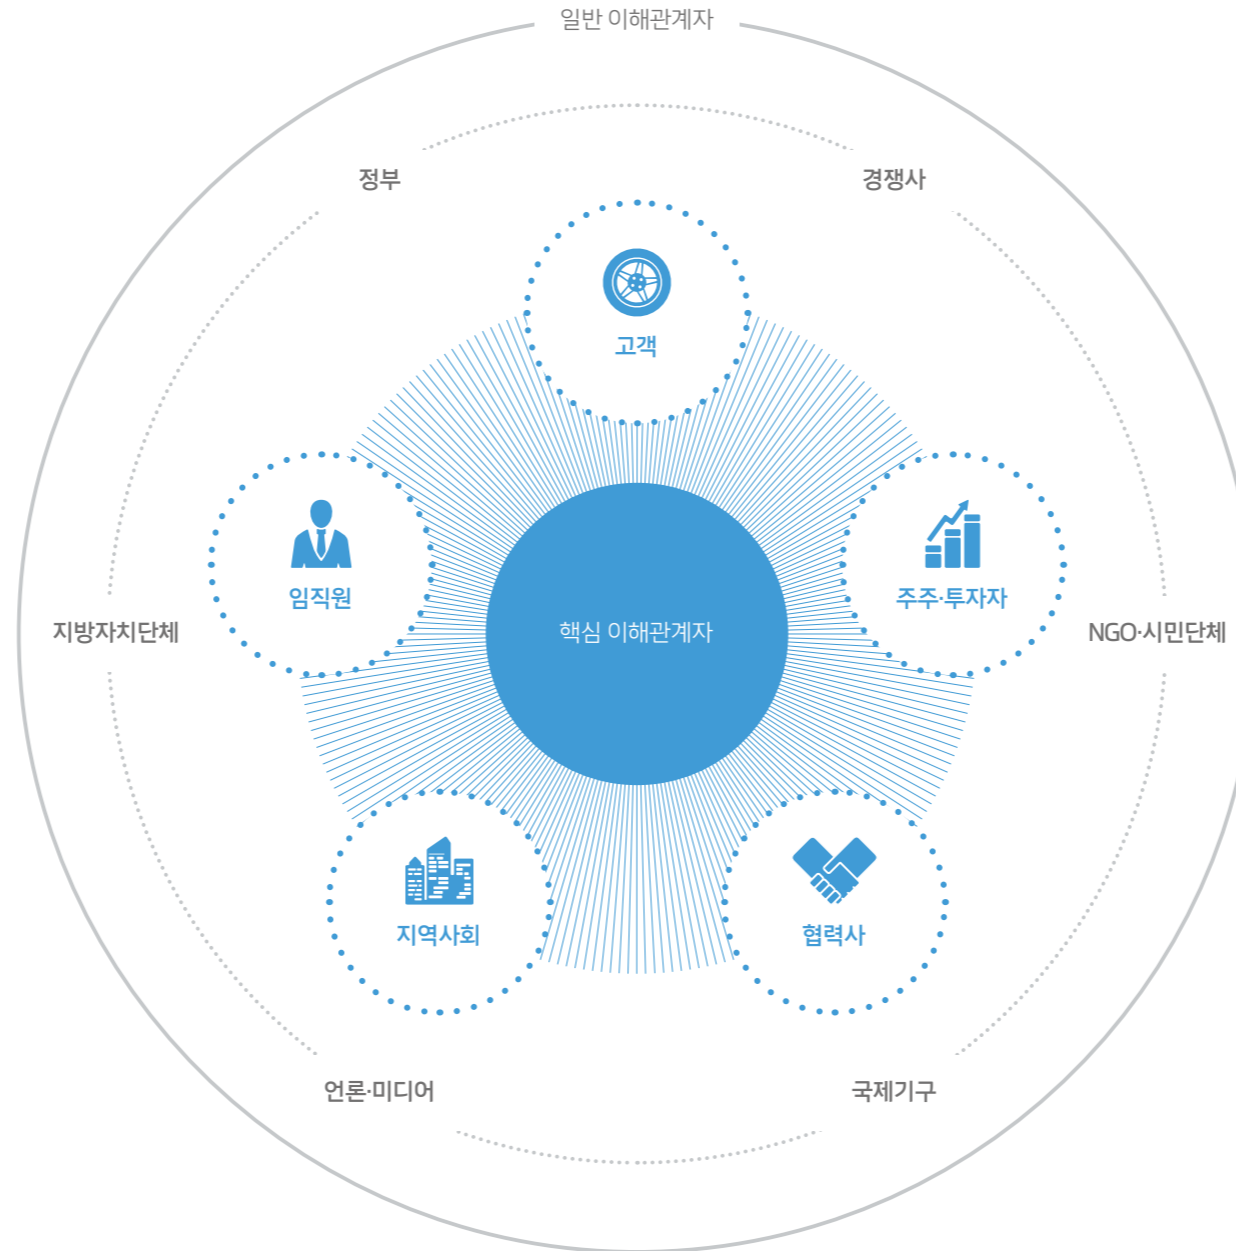 일반 이해관계자
정부
경쟁사
고객
임직원
주주·투자자
지방자치단체
핵심 이해관계자
NGO·시민단체
지역사회
협력사
언론·미디어
국제기구